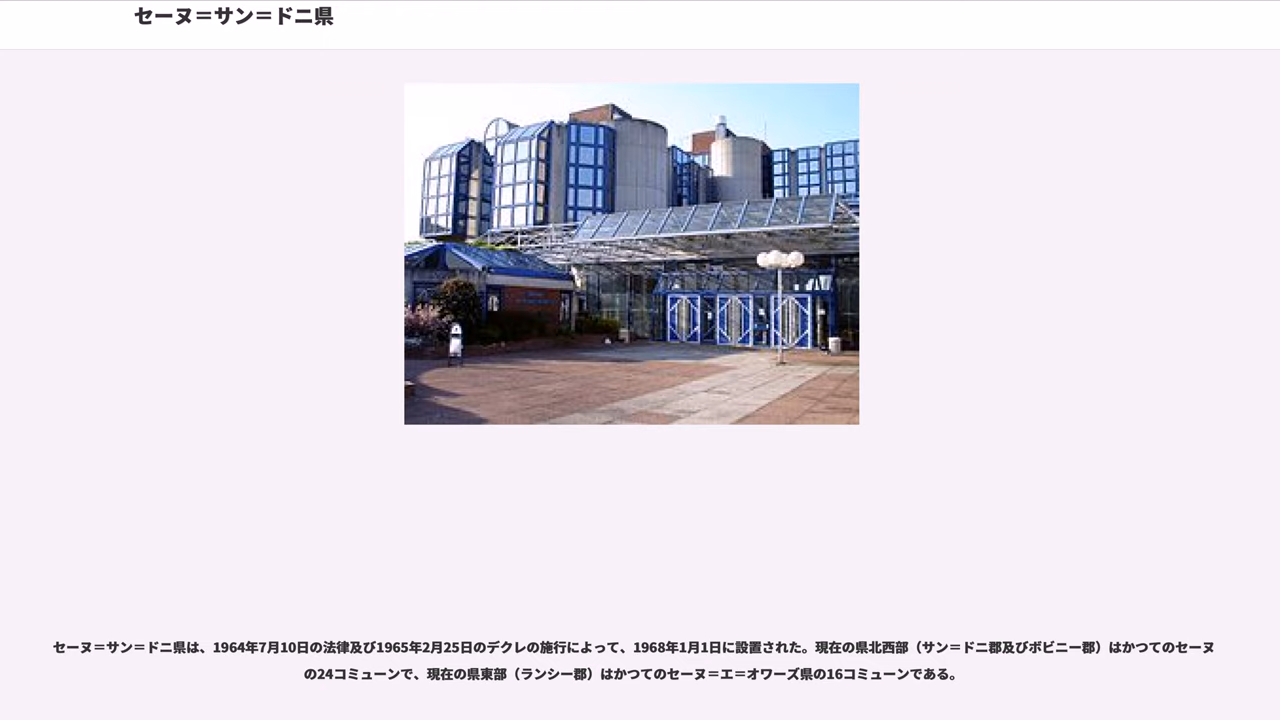 セーヌ＝サン＝ドニ県
セーヌ＝サン＝ドニ県は、1964年7月10日の法律及び1965年2月25日のデクレの施行によって、1968年1月1日に設置された。現在の県北西部（サン＝ドニ郡及びボビニー郡）はかつてのセーヌ
の24コミューンで、現在の県東部（ランシー郡）はかつてのセーヌ＝エ＝オワーズ県の16コミューンである。